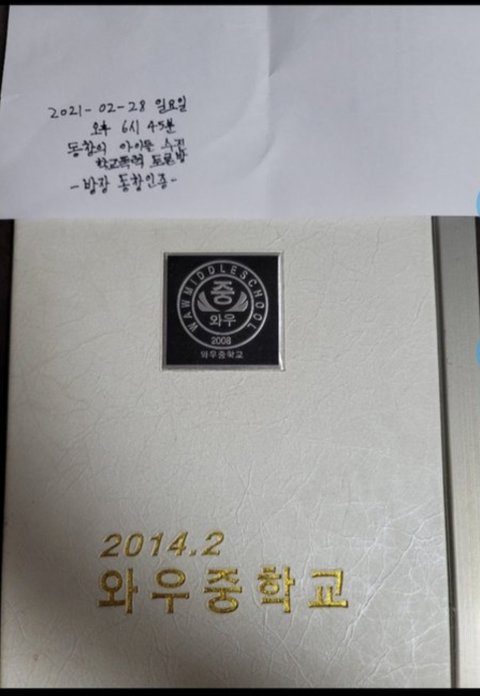 2021-02-28 일요일
오후 6시 45분
동창의 아이돌 수진
학교폭력 토론방
-방장 동창인증-
WAWMIDDLESCHOOL
중
와우
2008
와우중학교
2014.2
와우중학교